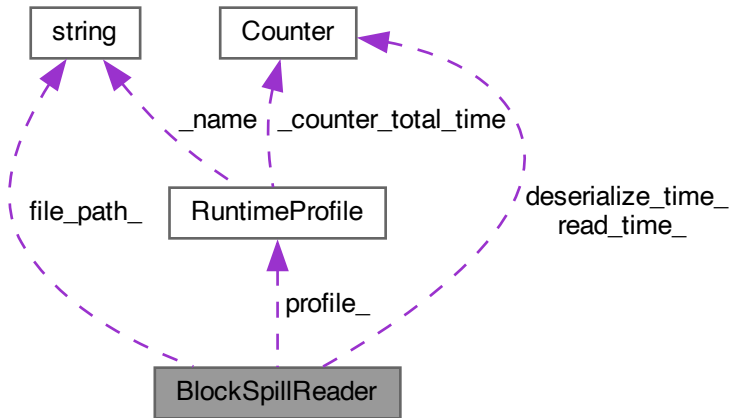 string
Counter
_name
_counter_total_time
file_path_
RuntimeProfile
deserialize_time_
read_time_
profile_
BlockSpillReader